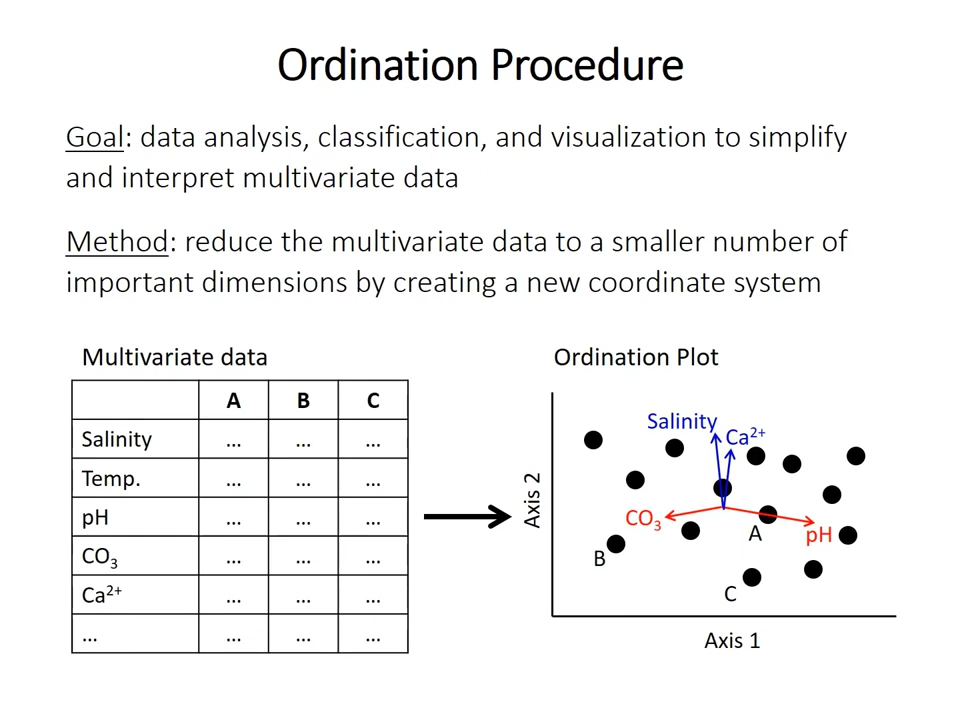 Ordination Procedure
Goal: data analysis, classification, and visualization to simplify
and interpret multivariate data
Method: reduce the multivariate data to a smaller number of
important dimensions by creating a new coordinate system
Multivariate data
A B C
Salinity ... ... ...
Temp. ... ... ...
pH ... ... ...
CO₃ ... ... ...
Ca²⁺ ... ... ...
... ... ... ...
Ordination Plot
Salinity
Ca²⁺
CO₃
A
pH
B
C
Axis 2
Axis 1